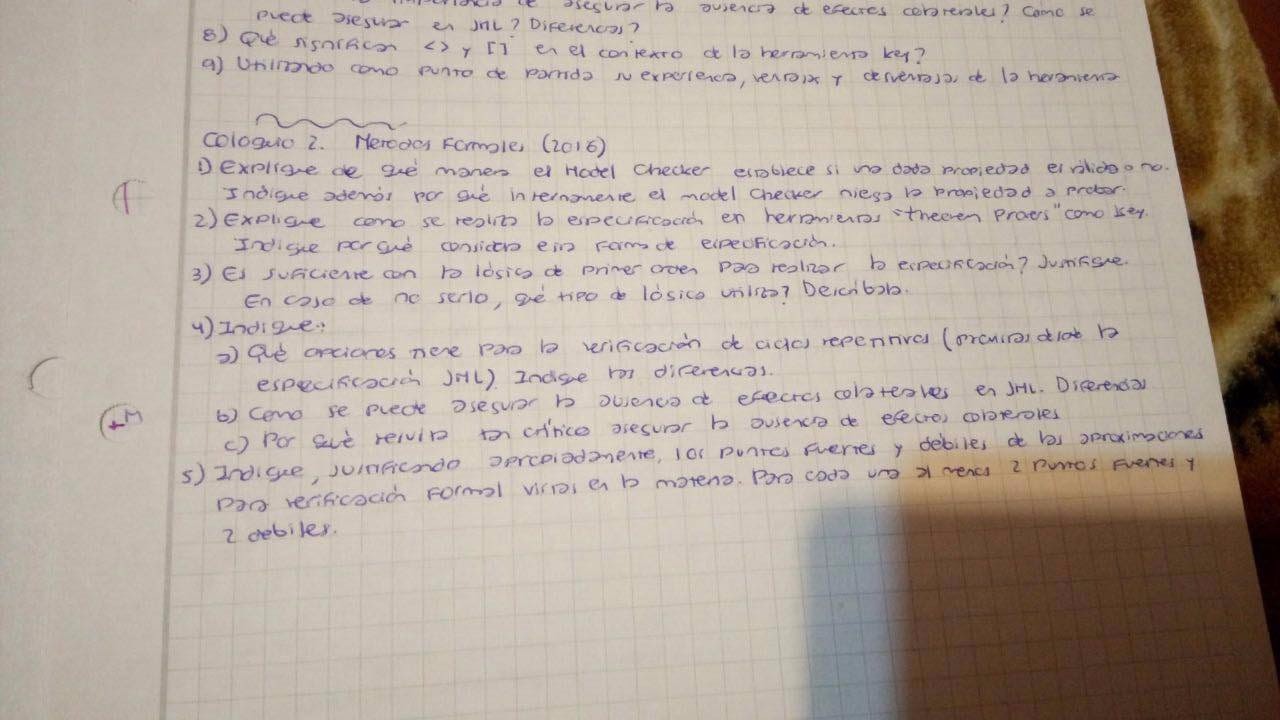 asegurar la ausencia de efectos colaterales? Como se
puede asegurar en JML? Diferencias?
8) Qué significan <> y [] en el contexto de la herramienta key?
9) Utilizando como punto de partida su experiencia, ventajas y desventajas de la herramienta
Coloquio 2. Metodos Formales (2016)
1) Explique de qué manera el Model Checker establece si una dada propiedad es válida o no.
Indique además por qué internamente el model checker niega la propiedad a probar.
2) Explique como se realiza la especificación en herramientas "theoren Provers" como key.
Indique por qué considera esta forma de especificación.
3) Es suficiente con la lógica de primer orden para realizar la especificación? Justifique.
En caso de no serlo, qué tipo de lógica utiliza? Describala.
4) Indique:
a) Qué opciones tiene para la verificación de ciclos repetitivos ( la
especificación JML). Indique las diferencias.
b) Como se puede asegurar la ausencia de efectos colaterales en JML. Diferencias
c) Por qué resulta tan crítico asegurar la ausencia de efectos colaterales
5) Indique, justificando apropiadamente, los puntos fuertes y débiles de las aproximaciones
para verificación formal vistas en la materia. Para cada una al menos 2 puntos fuertes y
2 debiles.
T
+M